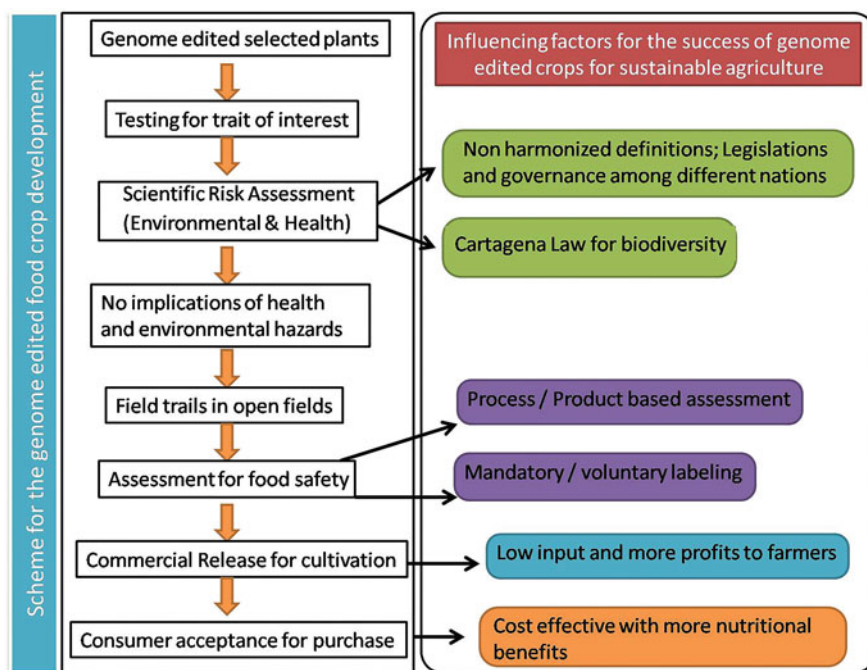 Scheme for the genome edited food crop development
Genome edited selected plants
Testing for trait of interest
Scientific Risk Assessment
(Environmental & Health)
No implications of health
and environmental hazards
Field trails in open fields
Assessment for food safety
Commercial Release for cultivation
Consumer acceptance for purchase
Influencing factors for the success of genome
edited crops for sustainable agriculture
Non harmonized definitions; Legislations
and governance among different nations
Cartagena Law for biodiversity
Process / Product based assessment
Mandatory / voluntary labeling
Low input and more profits to farmers
Cost effective with more nutritional
benefits